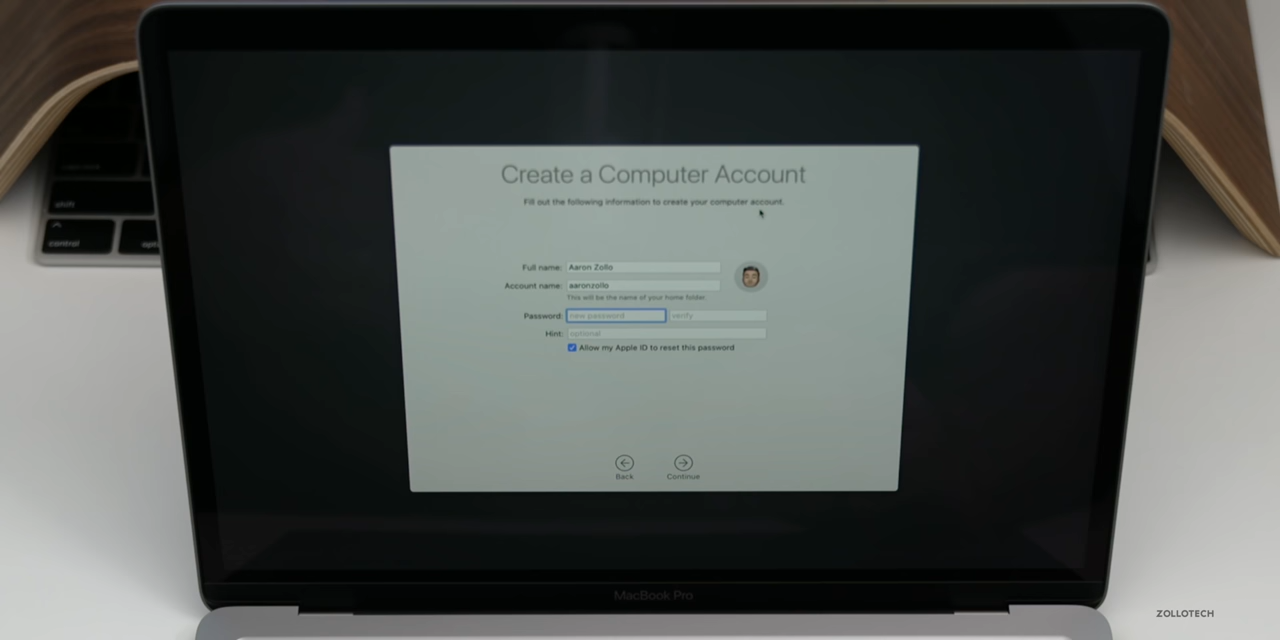 Create a Computer Account
Fill out the following information to create your computer account.
Full name: Aaron Zollo
Account name: aaronzollo
This will be the name of your home folder.
Password: new password verify
Hint: optional
Allow my Apple ID to reset this password
Back Continue
shift
control
MacBook Pro
ZOLLOTECH